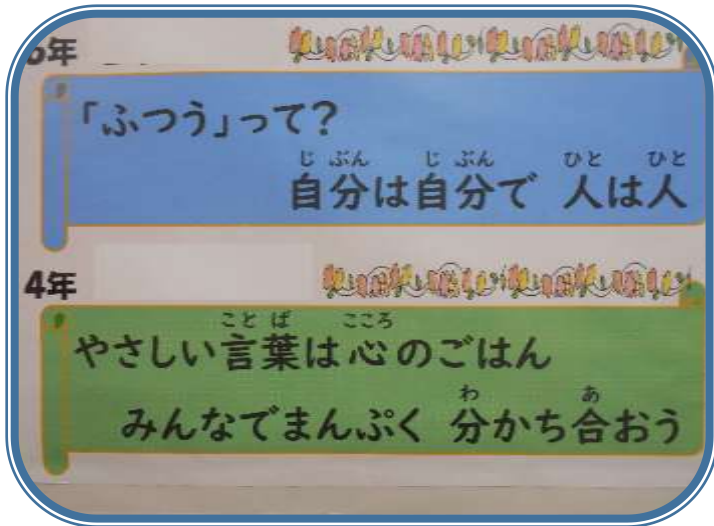 年
「ふつう」って？
じぶん じぶん ひと ひと
自分は自分で 人は人
4年
ことば こころ
やさしい言葉は心のごはん
わ あ
みんなでまんぷく 分かち合おう